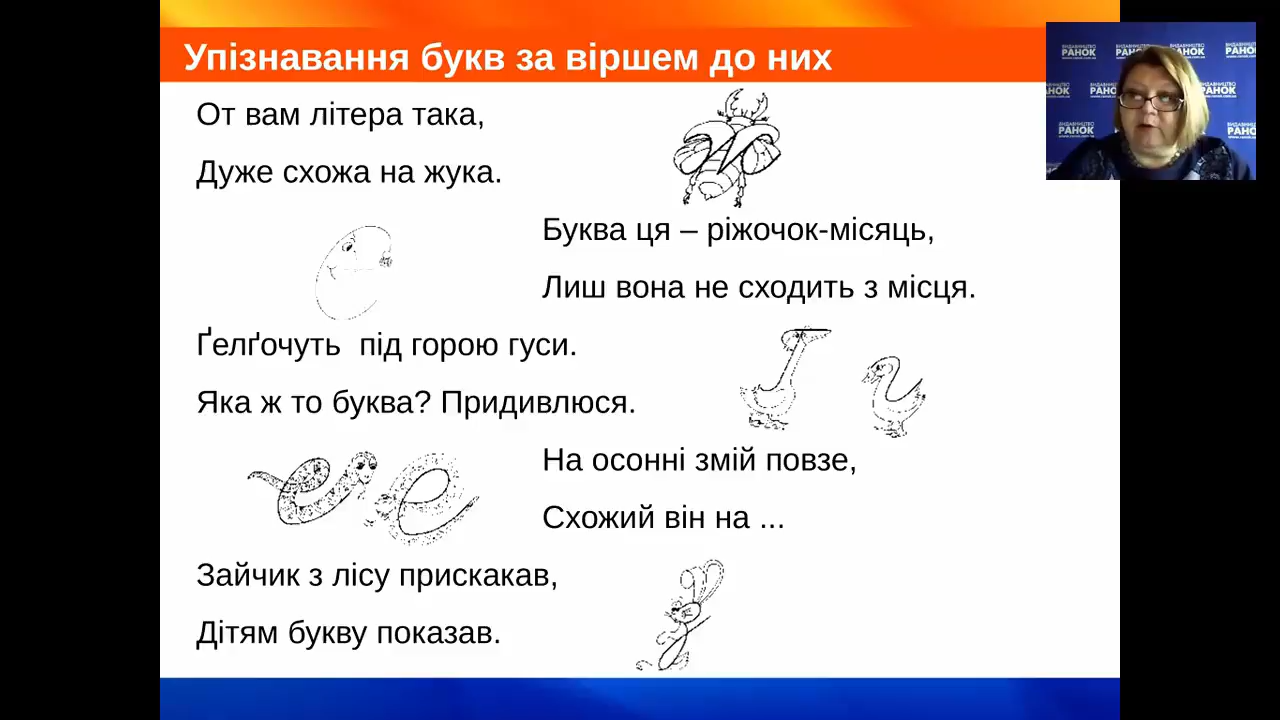 Упізнавання букв за віршем до них
От вам літера така,
Дуже схожа на жука.
Буква ця – ріжочок-місяць,
Лиш вона не сходить з місця.
Ґелґочуть під горою гуси.
Яка ж то буква? Придивлюся.
На осонні змій повзе,
Схожий він на ...
Зайчик з лісу прискакав,
Дітям букву показав.
ВИДАВНИЦТВО
РАНОК